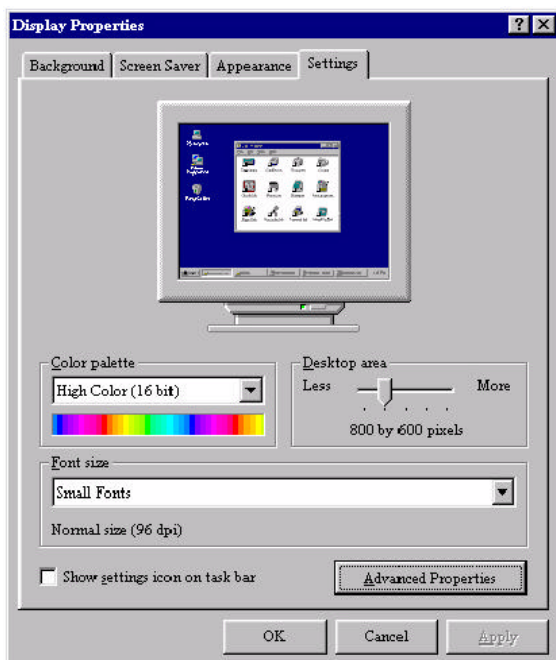 Display Properties
Background Screen Saver Appearance Settings
Color palette
High Color (16 bit)
Desktop area
Less More
800 by 600 pixels
Font size
Small Fonts
Normal size (96 dpi)
Show settings icon on task bar
Advanced Properties
OK Cancel Apply